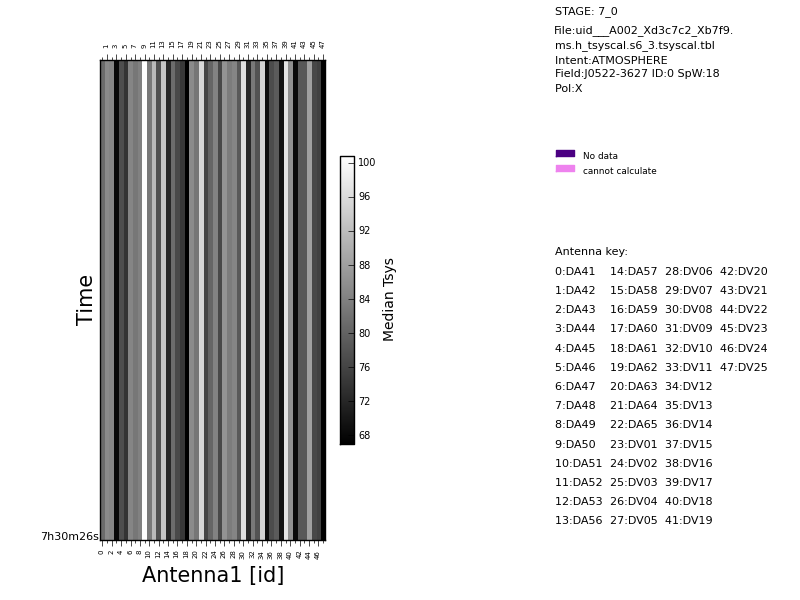 STAGE: 7_0
File:uid___A002_Xd3c7c2_Xb7f9.
ms.h_tsyscal.s6_3.tsyscal.tbl
Intent:ATMOSPHERE
Field:J0522-3627 ID:0 SpW:18
Pol:X
No data
cannot calculate
Antenna key:
0:DA41 14:DA57 28:DV06 42:DV20
1:DA42 15:DA58 29:DV07 43:DV21
2:DA43 16:DA59 30:DV08 44:DV22
3:DA44 17:DA60 31:DV09 45:DV23
4:DA45 18:DA61 32:DV10 46:DV24
5:DA46 19:DA62 33:DV11 47:DV25
6:DA47 20:DA63 34:DV12
7:DA48 21:DA64 35:DV13
8:DA49 22:DA65 36:DV14
9:DA50 23:DV01 37:DV15
10:DA51 24:DV02 38:DV16
11:DA52 25:DV03 39:DV17
12:DA53 26:DV04 40:DV18
13:DA56 27:DV05 41:DV19
1 3 5 7 9 11 13 15 17 19 21 23 25 27 29 31 33 35 37 39 41 43 45 47
Time
7h30m26s
0 2 4 6 8 10 12 14 16 18 20 22 24 26 28 30 32 34 36 38 40 42 44 46
Antenna1 [id]
100
96
92
88
84
80
76
72
68
Median Tsys